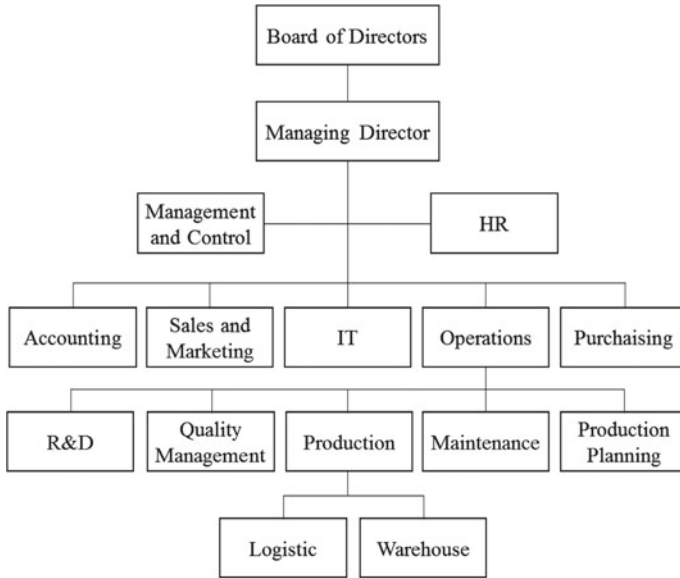 Board of Directors
Managing Director
Management
and Control
HR
Accounting
Sales and
Marketing
IT
Operations
Purchaising
R&D
Quality
Management
Production
Maintenance
Production
Planning
Logistic
Warehouse